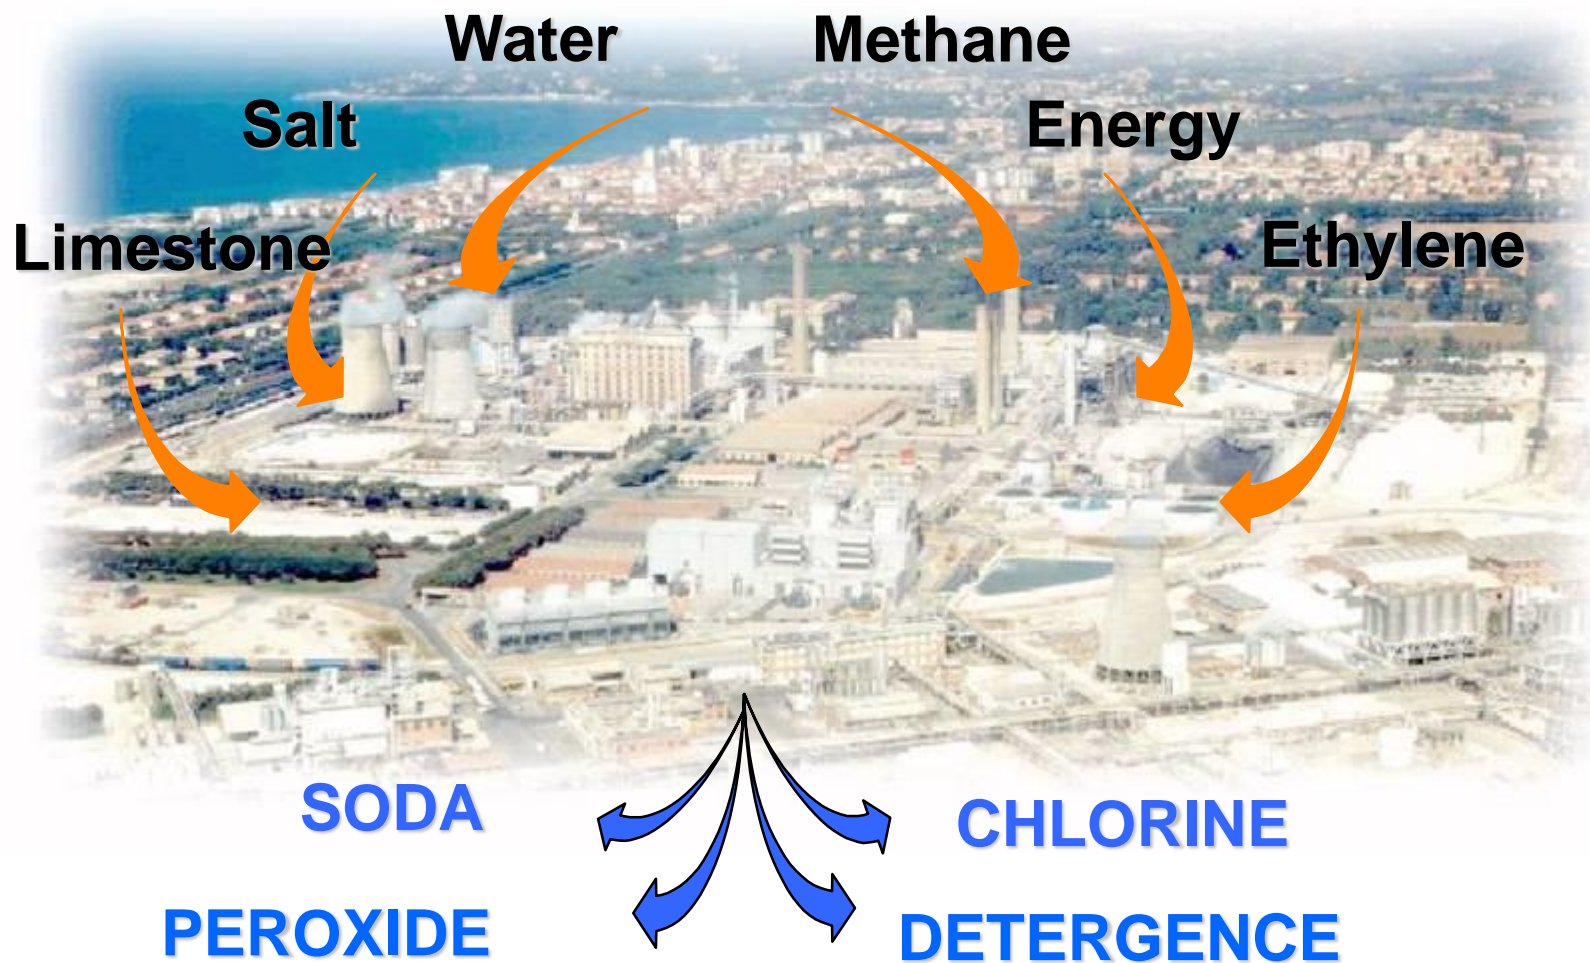 Water Methane
Salt Energy
Limestone Ethylene
SODA CHLORINE
PEROXIDE DETERGENCE